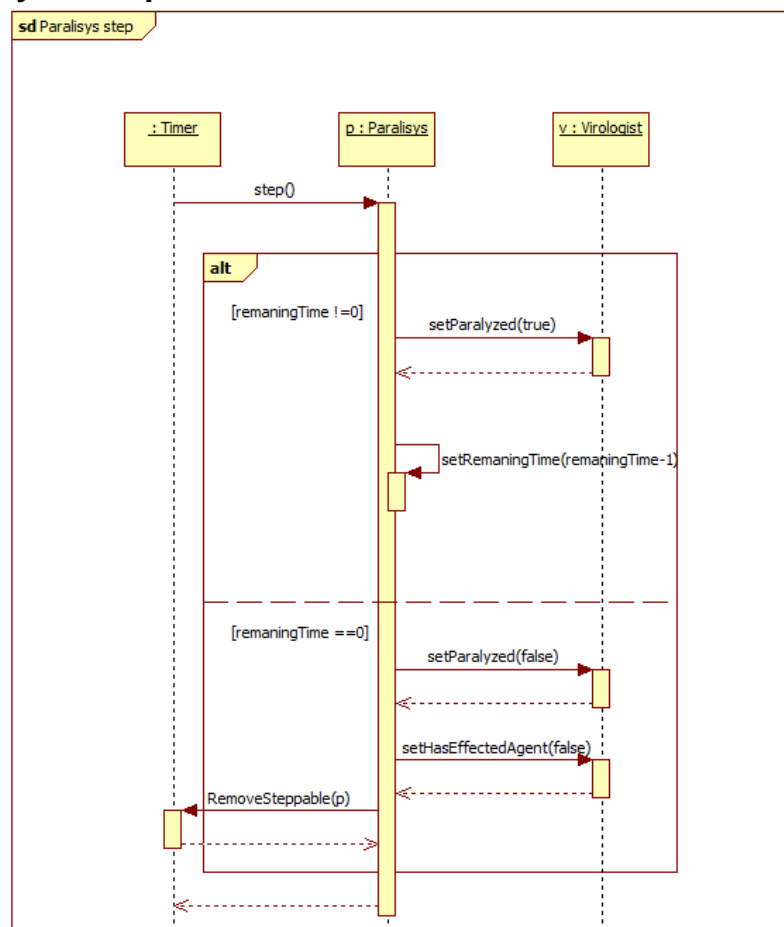 sd Paralisys step
: Timer
p : Paralisys
v : Virologist
step()
alt
[remaningTime !=0]
setParalyzed(true)
setRemaningTime(remaningTime-1)
[remaningTime ==0]
setParalyzed(false)
setHasEffectedAgent(false)
RemoveSteppable(p)